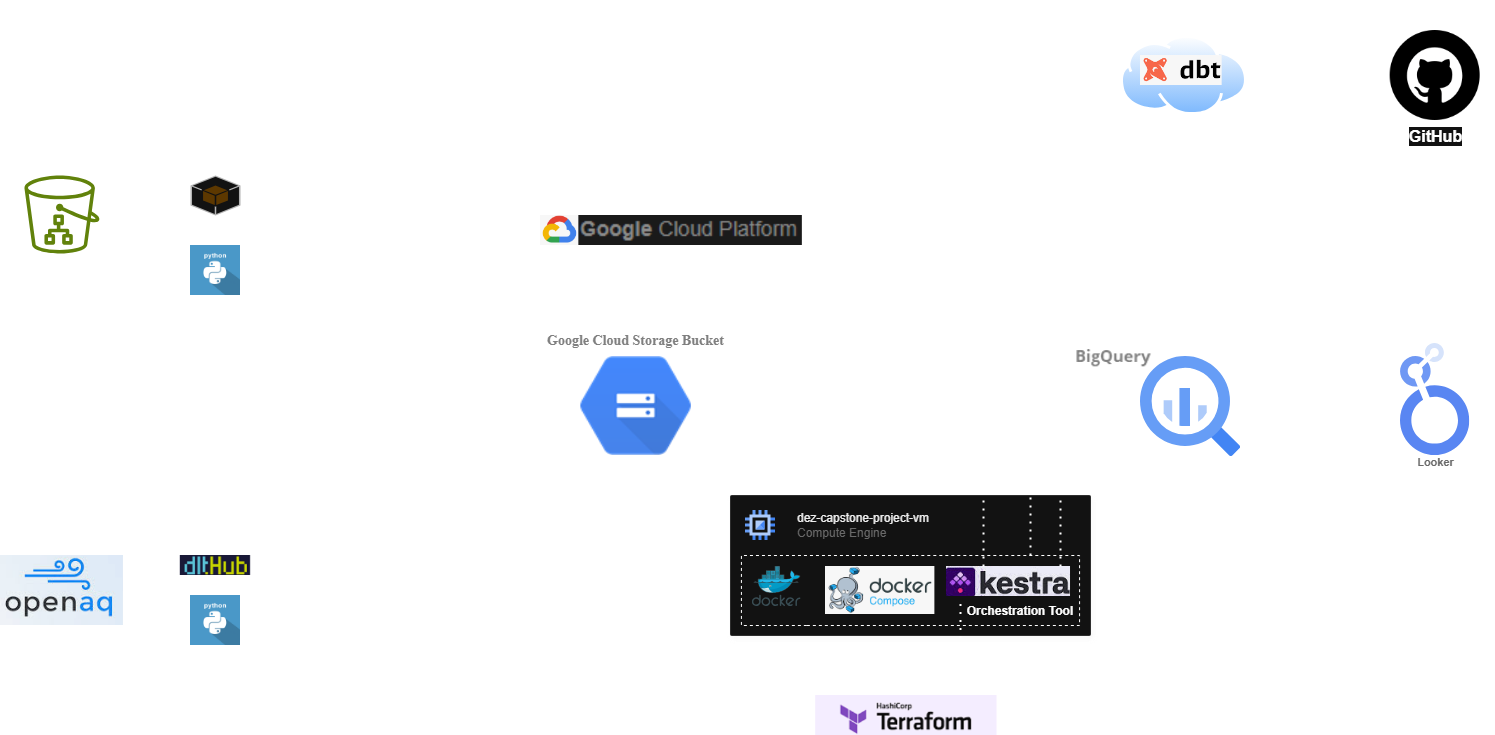 dbt
GitHub
python
Google Cloud Platform
Google Cloud Storage Bucket
BigQuery
Looker
dez-capstone-project-vm
Compute Engine
docker
docker
Compose
kestra
Orchestration Tool
openaq
dltHub
python
HashiCorp
Terraform